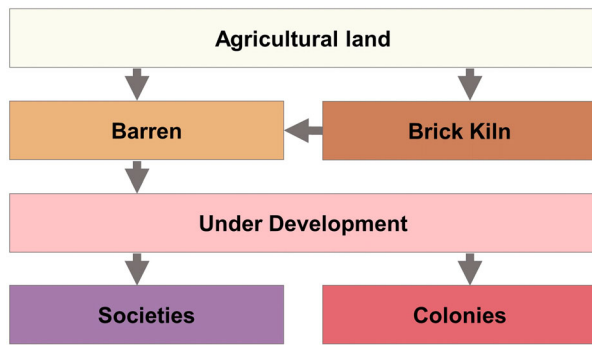 Agricultural land
Barren
Brick Kiln
Under Development
Societies
Colonies